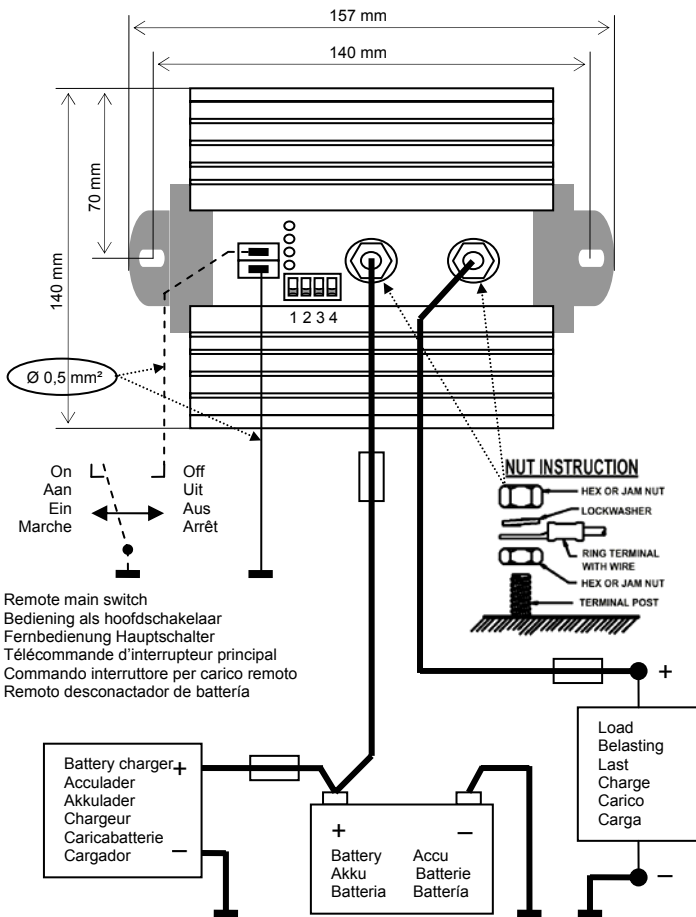 157 mm
140 mm
70 mm
140 mm
1 2 3 4
Ø 0,5 mm²
On
Aan
Ein
Marche
Off
Uit
Aus
Arrêt
NUT INSTRUCTION
HEX OR JAM NUT
LOCKWASHER
RING TERMINAL
WITH WIRE
HEX OR JAM NUT
TERMINAL POST
Remote main switch
Bediening als hoofdschakelaar
Fernbedienung Hauptschalter
Télécommande d'interrupteur principal
Commando interruttore per carico remoto
Remoto desconactador de battería
Battery charger +
Acculader
Akkulader
Chargeur
Caricabatterie
Cargador
–
+ –
Battery Accu
Akku Batterie
Batteria Battería
+
Load
Belasting
Last
Charge
Carico
Carga
–